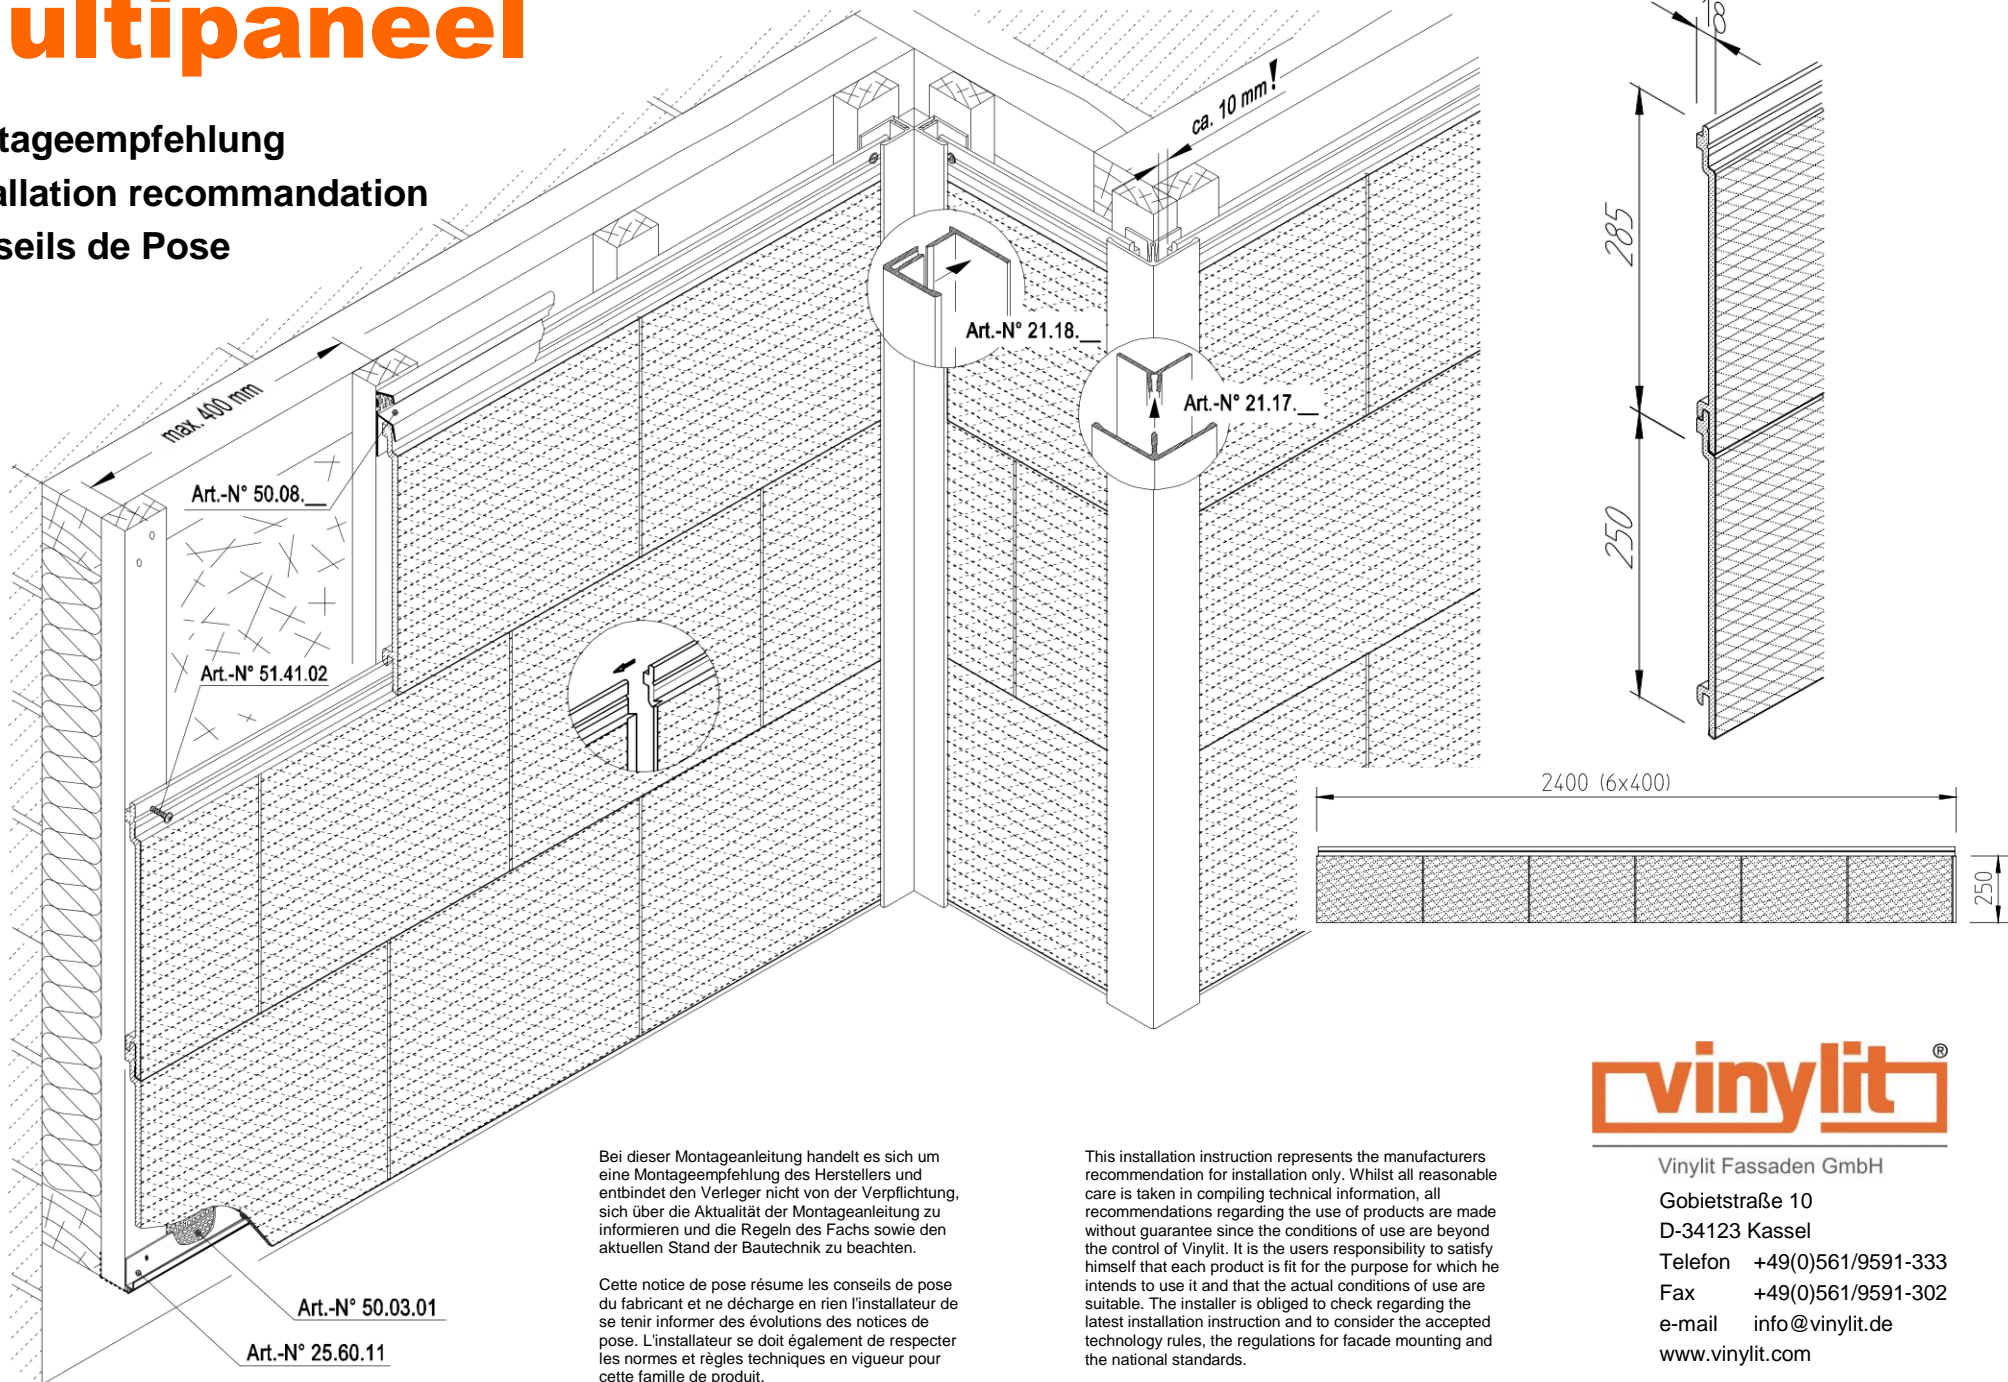 ultipaneel
tageempfehlung
allation recommandation
seils de Pose
max. 400 mm
Art.-N° 50.08.__
Art.-N° 51.41.02
Art.-N° 50.03.01
Art.-N° 25.60.11
Art.-N° 21.18.__
Art.-N° 21.17.__
ca. 10 mm!
18
285
250
2400 (6x400)
250
Bei dieser Montageanleitung handelt es sich um
eine Montageempfehlung des Herstellers und
entbindet den Verleger nicht von der Verpflichtung,
sich über die Aktualität der Montageanleitung zu
informieren und die Regeln des Fachs sowie den
aktuellen Stand der Bautechnik zu beachten.
Cette notice de pose résume les conseils de pose
du fabricant et ne décharge en rien l'installateur de
se tenir informer des évolutions des notices de
pose. L'installateur se doit également de respecter
les normes et règles techniques en vigueur pour
cette famille de produit.
This installation instruction represents the manufacturers
recommendation for installation only. Whilst all reasonable
care is taken in compiling technical information, all
recommendations regarding the use of products are made
without guarantee since the conditions of use are beyond
the control of Vinylit. It is the users responsibility to satisfy
himself that each product is fit for the purpose for which he
intends to use it and that the actual conditions of use are
suitable. The installer is obliged to check regarding the
latest installation instruction and to consider the accepted
technology rules, the regulations for facade mounting and
the national standards.
vinylit ®
Vinylit Fassaden GmbH
Gobietstraße 10
D-34123 Kassel
Telefon +49(0)561/9591-333
Fax +49(0)561/9591-302
e-mail info@vinylit.de
www.vinylit.com